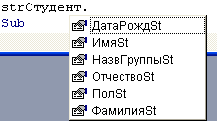 strСтудент.
ДатаРождSt
Sub
ИмяSt
НазвГруппыSt
ОтчествоSt
ПолSt
ФамилияSt